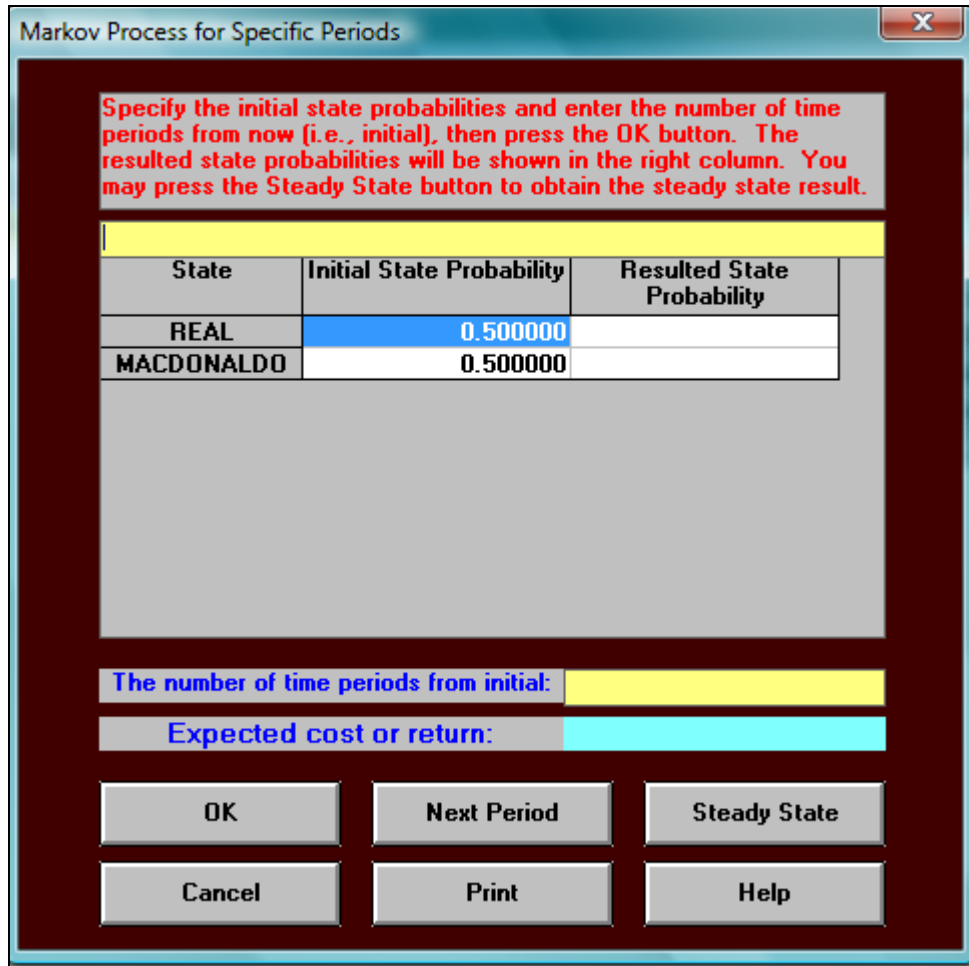 Markov Process for Specific Periods
X
Specify the initial state probabilities and enter the number of time
periods from now (i.e., initial), then press the OK button. The
resulted state probabilities will be shown in the right column. You
may press the Steady State button to obtain the steady state result.
State Initial State Probability Resulted State
Probability
REAL 0.500000
MACDONALDO 0.500000
The number of time periods from initial:
Expected cost or return:
OK Next Period Steady State
Cancel Print Help